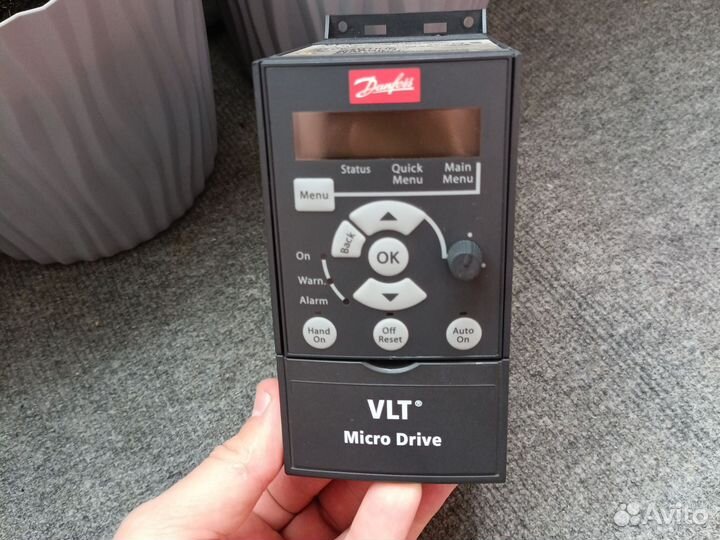 Danfoss
Status Quick Menu Main Menu
Menu
Back
OK
On
Warn.
Alarm
Hand On
Off Reset
Auto On
VLT®
Micro Drive
Avito